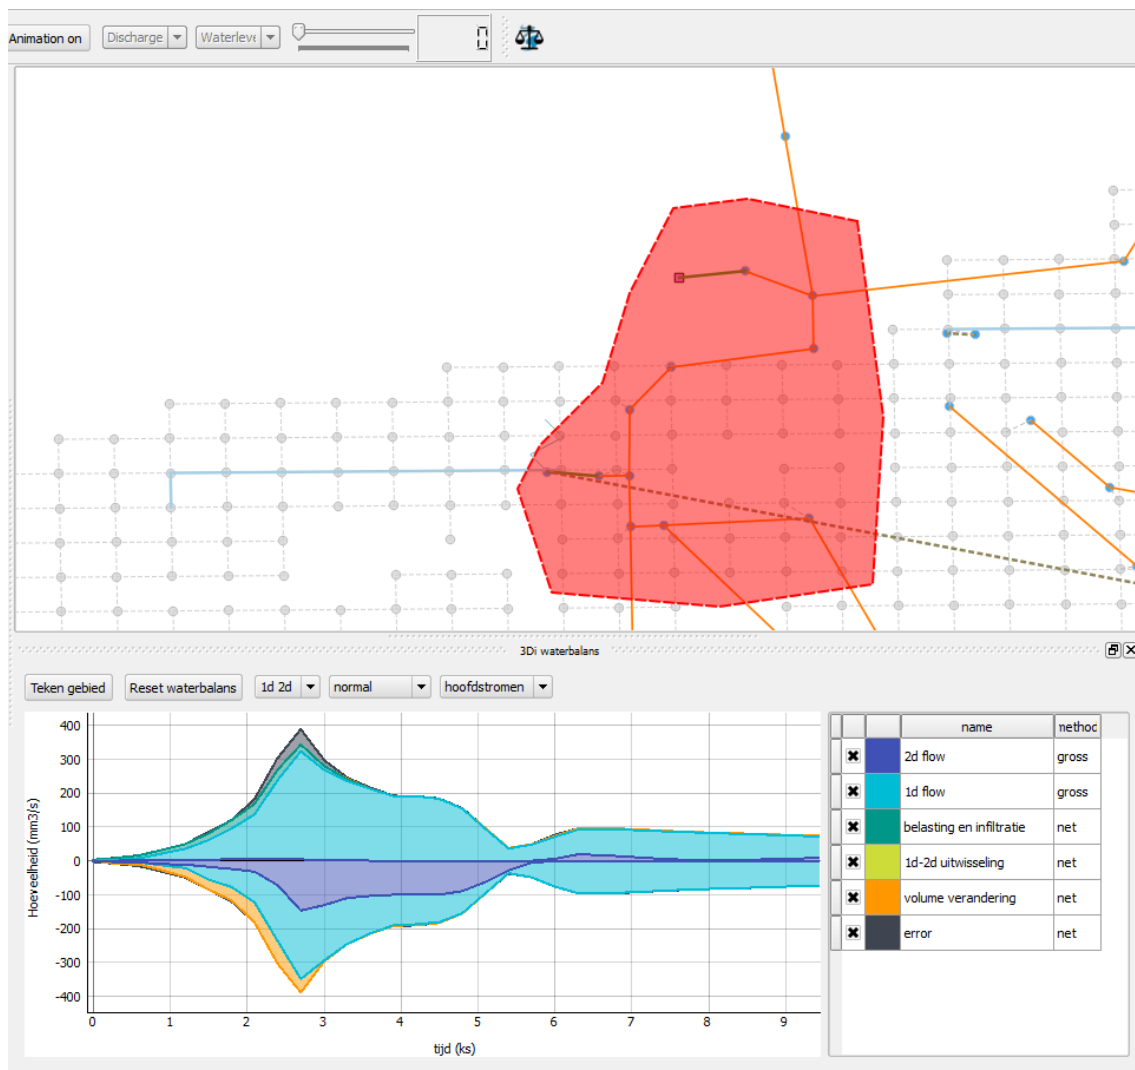 Animation on
Discharge
Waterleve
0
3Di waterbalans
Teken gebied
Reset waterbalans
1d 2d
normal
hoofdstromen
Hoeveelheid (mm3/s)
400
300
200
100
0
-100
-200
-300
-400
0 1 2 3 4 5 6 7 8 9
tijd (ks)
name method
2d flow gross
1d flow gross
belasting en infiltratie net
1d-2d uitwisseling net
volume verandering net
error net